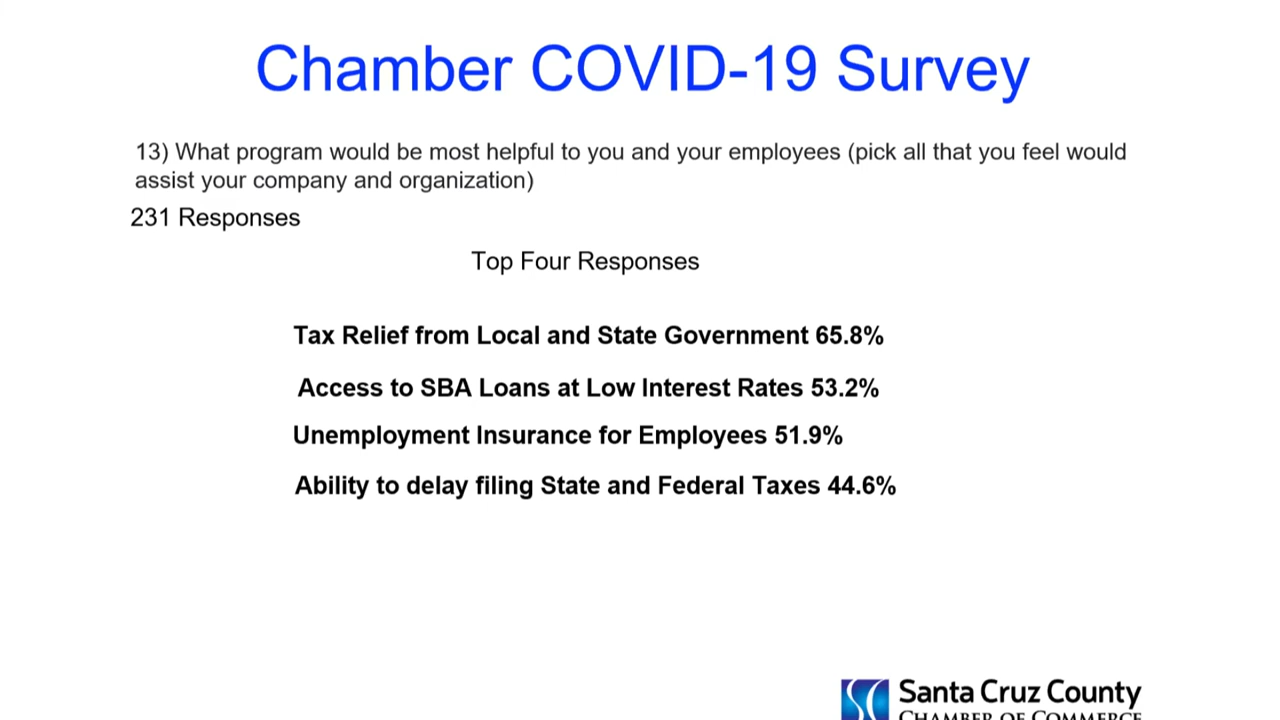 Chamber COVID-19 Survey
13) What program would be most helpful to you and your employees (pick all that you feel would
assist your company and organization)
231 Responses
Top Four Responses
Tax Relief from Local and State Government 65.8%
Access to SBA Loans at Low Interest Rates 53.2%
Unemployment Insurance for Employees 51.9%
Ability to delay filing State and Federal Taxes 44.6%
Santa Cruz County
CHAMBER OF COMMERCE